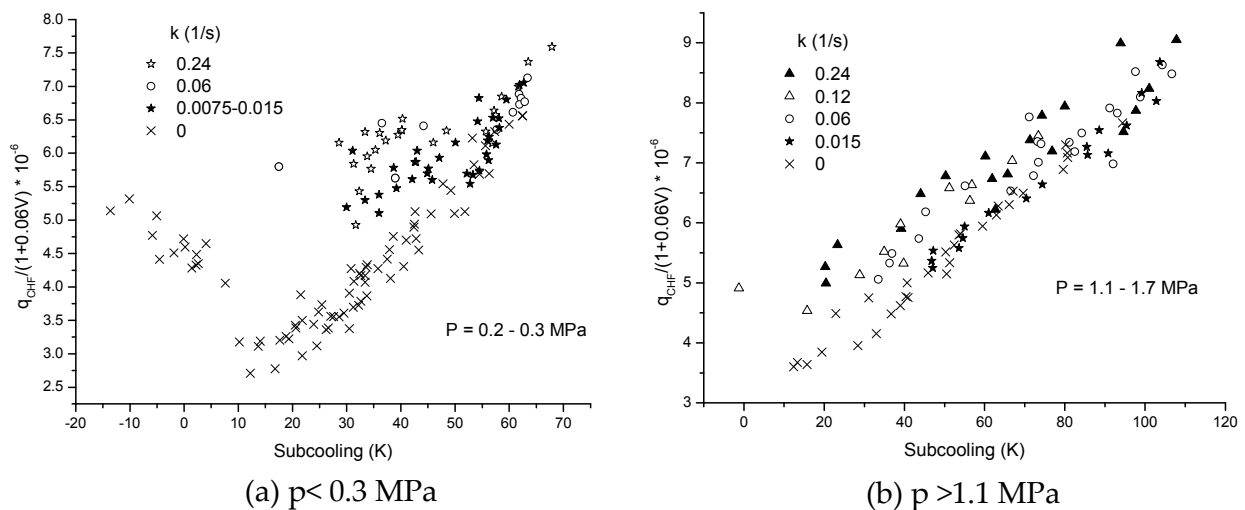 8.0
7.5
7.0
6.5
6.0
5.5
5.0
4.5
4.0
3.5
3.0
2.5
q_CHF/(1+0.06V) * 10^-6
k (1/s)
0.24
0.06
0.0075-0.015
0
P = 0.2 - 0.3 MPa
-20 -10 0 10 20 30 40 50 60 70
Subcooling (K)
(a) p< 0.3 MPa
9
8
7
6
5
4
3
q_CHF/(1+0.06V) * 10^-6
k (1/s)
0.24
0.12
0.06
0.015
0
P = 1.1 - 1.7 MPa
0 20 40 60 80 100 120
Subcooling (K)
(b) p >1.1 MPa